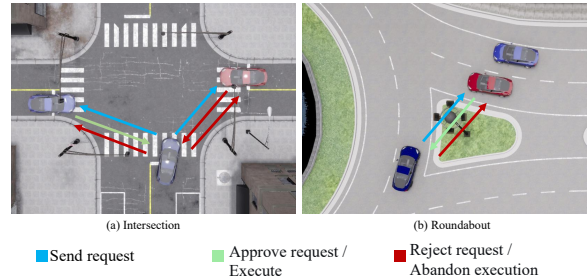 (a) Intersection
(b) Roundabout
Send request
Approve request /
Execute
Reject request /
Abandon execution